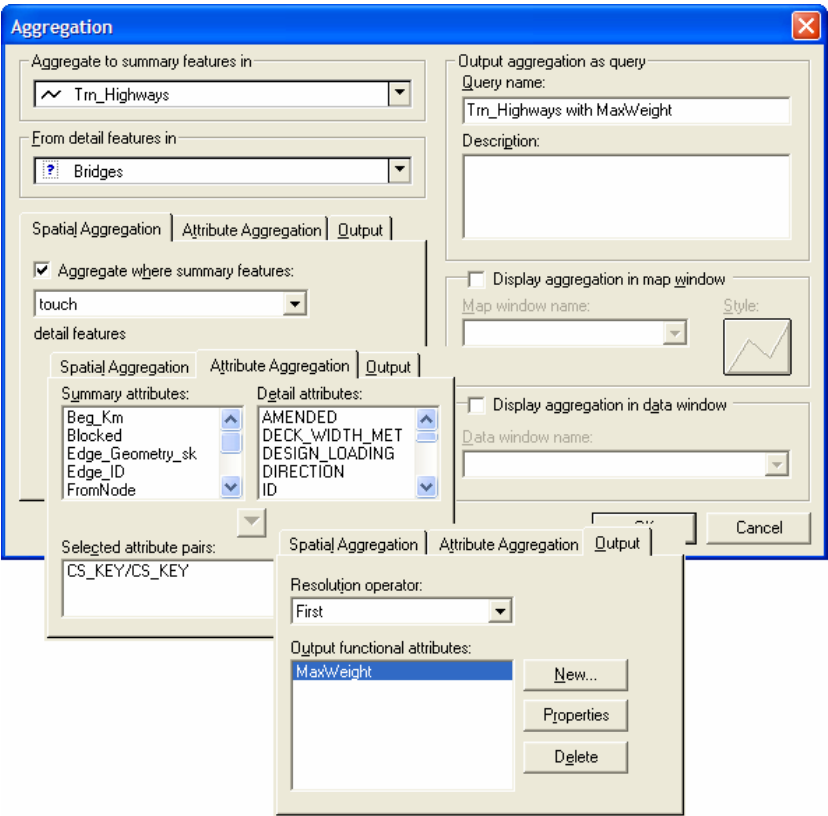 Aggregation
Aggregate to summary features in
Trn_Highways
From detail features in
Bridges
Spatial Aggregation Attribute Aggregation Output
Aggregate where summary features:
touch
detail features
Output aggregation as query
Query name:
Trn_Highways with MaxWeight
Description:
Display aggregation in map window
Map window name: Style:
Display aggregation in data window
Data window name:
Cancel
Spatial Aggregation Attribute Aggregation Output
Summary attributes: Detail attributes:
Beg_Km AMENDED
Blocked DECK_WIDTH_MET
Edge_Geometry_sk DESIGN_LOADING
Edge_ID DIRECTION
FromNode ID
Selected attribute pairs:
CS_KEY/CS_KEY
Spatial Aggregation Attribute Aggregation Output
Resolution operator:
First
Output functional attributes:
MaxWeight New...
Properties
Delete